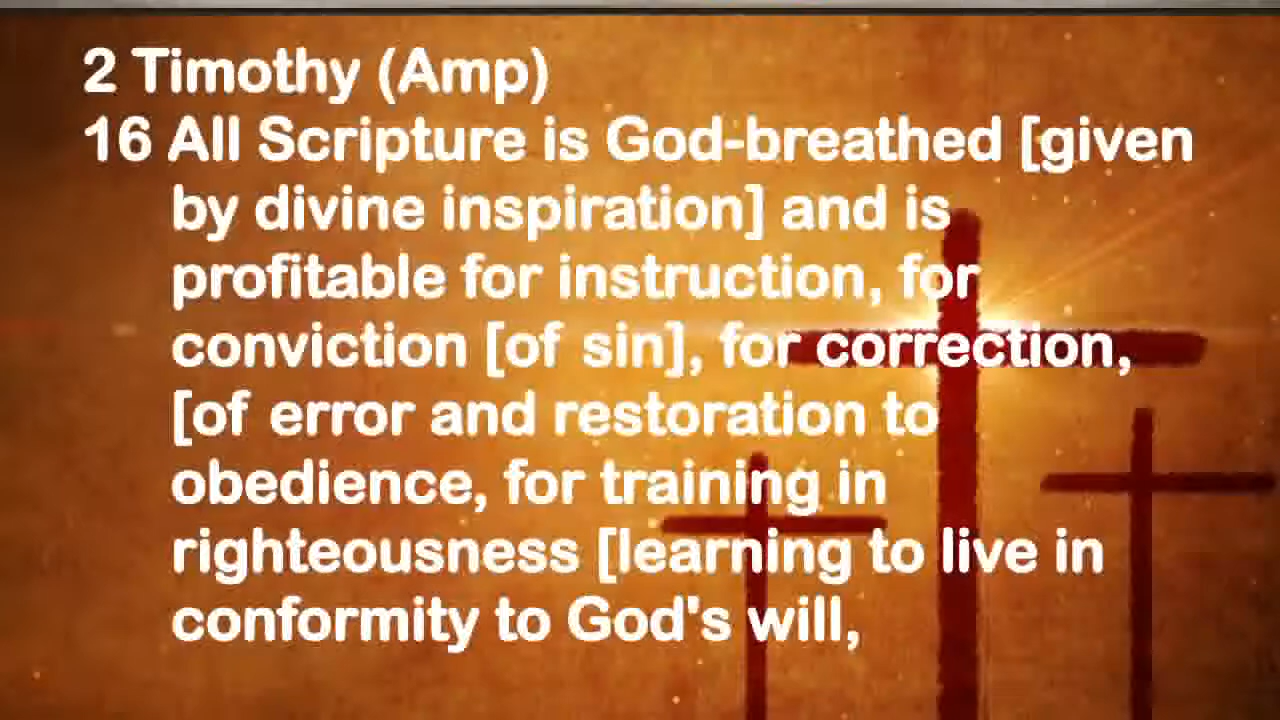 2 Timothy (Amp)
16 All Scripture is God-breathed [given
by divine inspiration] and is
profitable for instruction, for
conviction [of sin], for correction,
[of error and restoration to
obedience, for training in
righteousness [learning to live in
conformity to God's will,